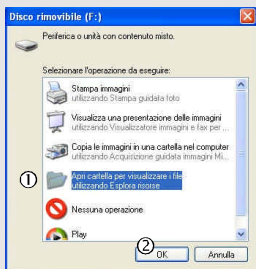 Disco rimovibile (F:)
Periferica o unità con contenuto misto.
Selezionare l'operazione da eseguire:
Stampa immagini
utilizzando Stampa guidata foto
Visualizza una presentazione delle immagini
utilizzando Visualizzatore immagini e fax per ...
Copia le immagini in una cartella nel computer
utilizzando Acquisizione guidata immagini Mi...
1
Apri cartella per visualizzare i file
utilizzando Esplora risorse
Nessuna operazione
Play
2
OK
Annulla